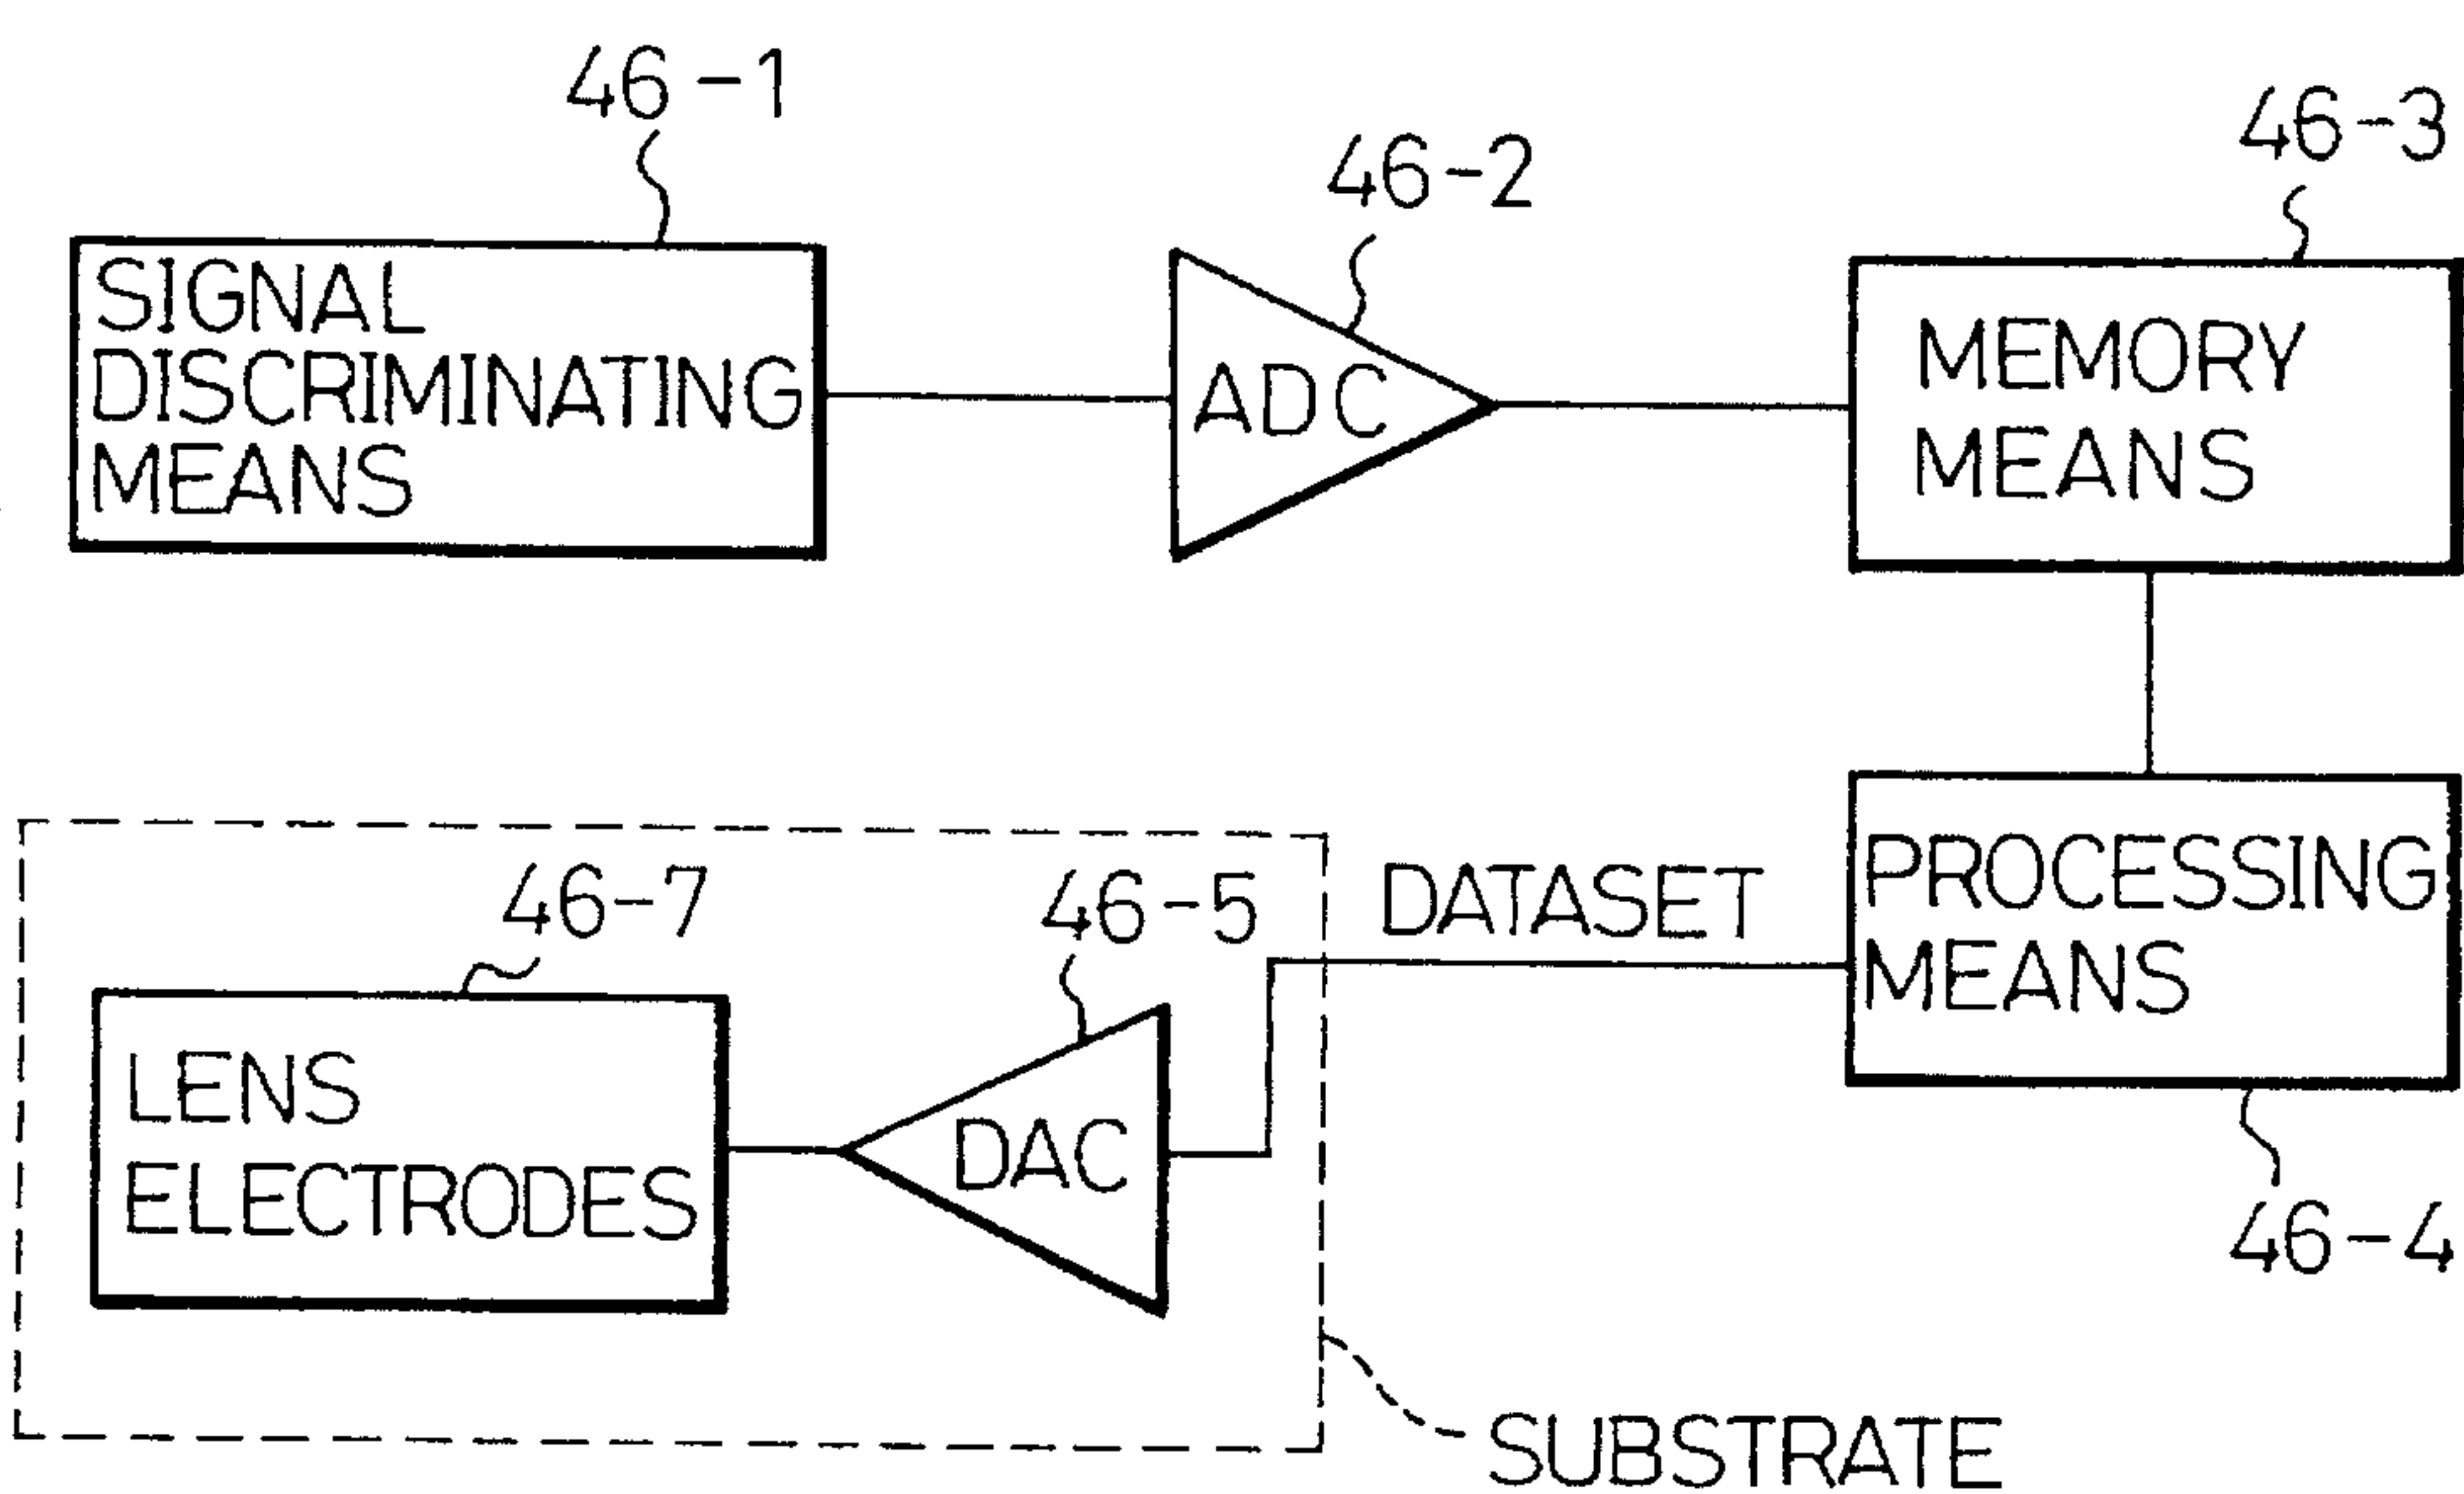 46-1
46-2
46-3
SIGNAL
DISCRIMINATING
MEANS
ADC
MEMORY
MEANS
46-7
46-5
DATASET
PROCESSING
MEANS
LENS
ELECTRODES
DAC
46-4
SUBSTRATE